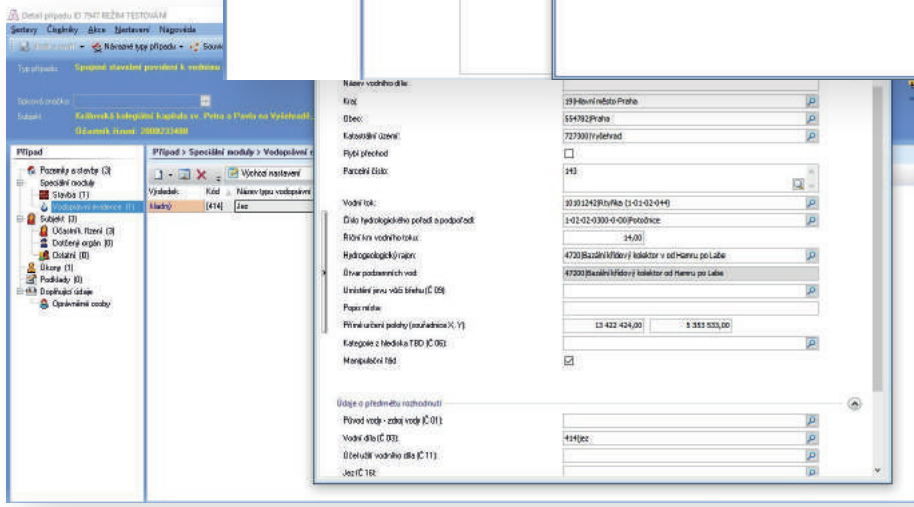 Detail případu ID 7947 REŽIM TESTOVÁNÍ
Sestavy Číselníky Akce Nastavení Nápověda
Návazné typy případu
Typ případu: Spojené stavební povolení k vodnímu
Spisová značka:
Subjekt: Královská kolegiátní kapitula sv. Petra a Pavla na Vyšehradě,
Účastník řízení: 2000233400
Případ
Pozemky a stavby (3)
Speciální moduly
Stavba (1)
Vodoprávní evidence (1)
Subjekt (3)
Účastník řízení (3)
Dotčený orgán (0)
Ostatní (0)
Úkony (1)
Podklady (0)
Doplňující údaje
Oprávněné osoby
Případ > Speciální moduly > Vodoprávní
Výchozí nastavení
Výsledek Kód Název typu vodoprávní
kladný [414] Jez
Název vodního díla:
Kraj: 19|Hlavní město Praha
Obec: 554782|Praha
Katastrální území: 727300|Vyšehrad
Rybí přechod
Parcelní číslo: 143
Vodní tok: 10101242|Rtyňka (1-01-02-044)
Číslo hydrologického pořadí a podpořadí: 1-02-02-0300-0-00|Potočnice
Říční km vodního toku: 14,00
Hydrogeologický rajon: 4720|Bazální křídový kolektor v od Hamru po Labe
Útvar podzemních vod: 47200|Bazální křídový kolektor od Hamru po Labe
Umístění jevu vůči břehu (Č 09):
Popis místa:
Přímé určení polohy (souřadnice X, Y): 13 422 424,00 5 353 533,00
Kategorie z hlediska TBD (Č 06):
Manipulační řád:
Údaje o předmětu rozhodnutí
Původ vody - zdroj vody (Č 01):
Vodní dílo (Č 03): 414|jez
Účel užití vodního díla (Č 11):
Jez (Č 16):